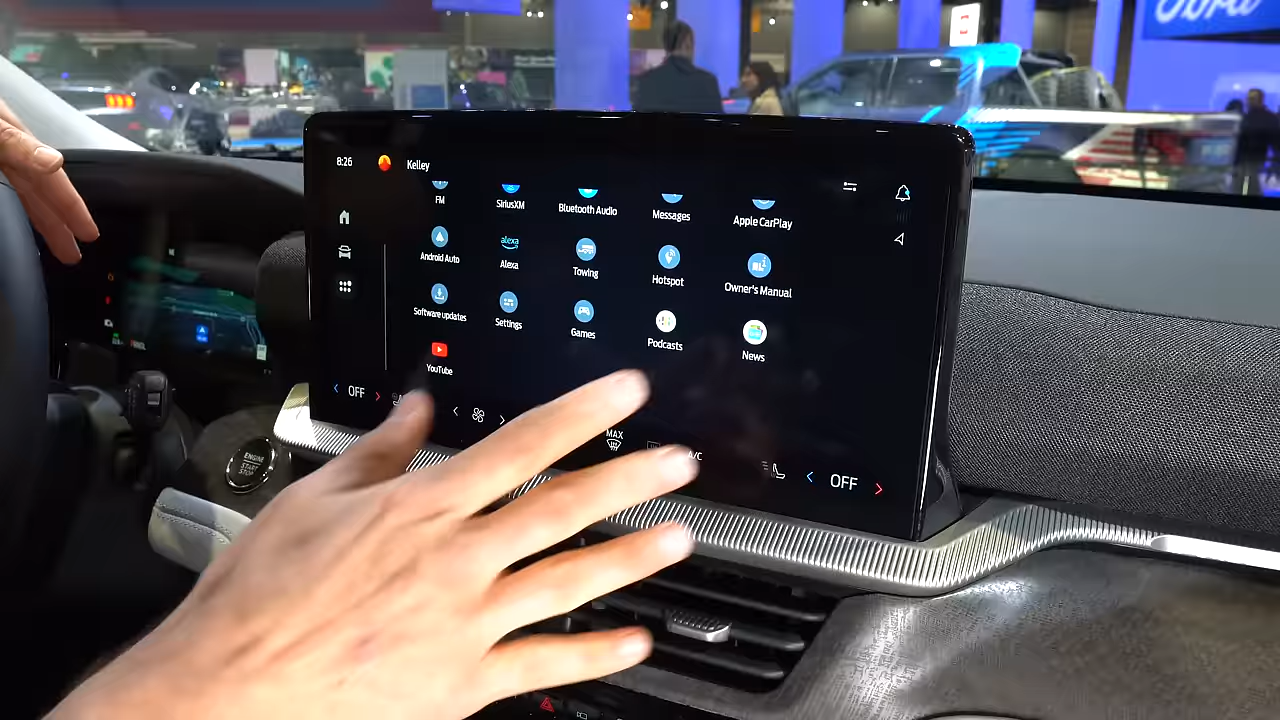 Ford
8:26
Kelley
FM
SiriusXM
Bluetooth Audio
Messages
Apple CarPlay
Android Auto
alexa
Alexa
Towing
Hotspot
Owner's Manual
Software updates
Settings
Games
Podcasts
News
YouTube
< OFF >
< >
MAX
A/C
< OFF >
ENGINE
START
STOP